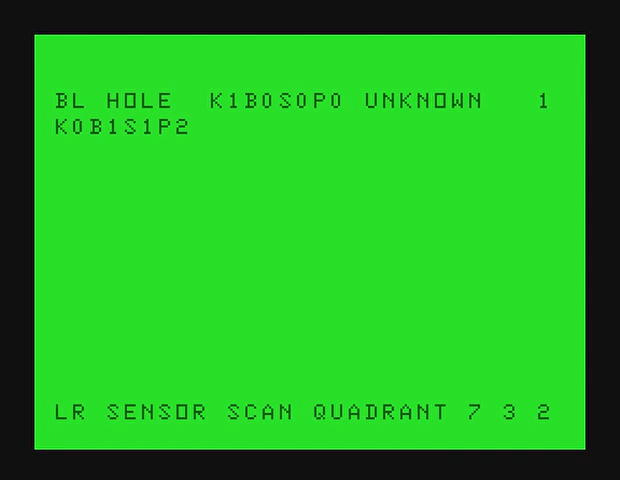 BL HOLE  K1B0S0P0 UNKNOWN   1
K0B1S1P2
LR SENSOR SCAN QUADRANT 7 3 2